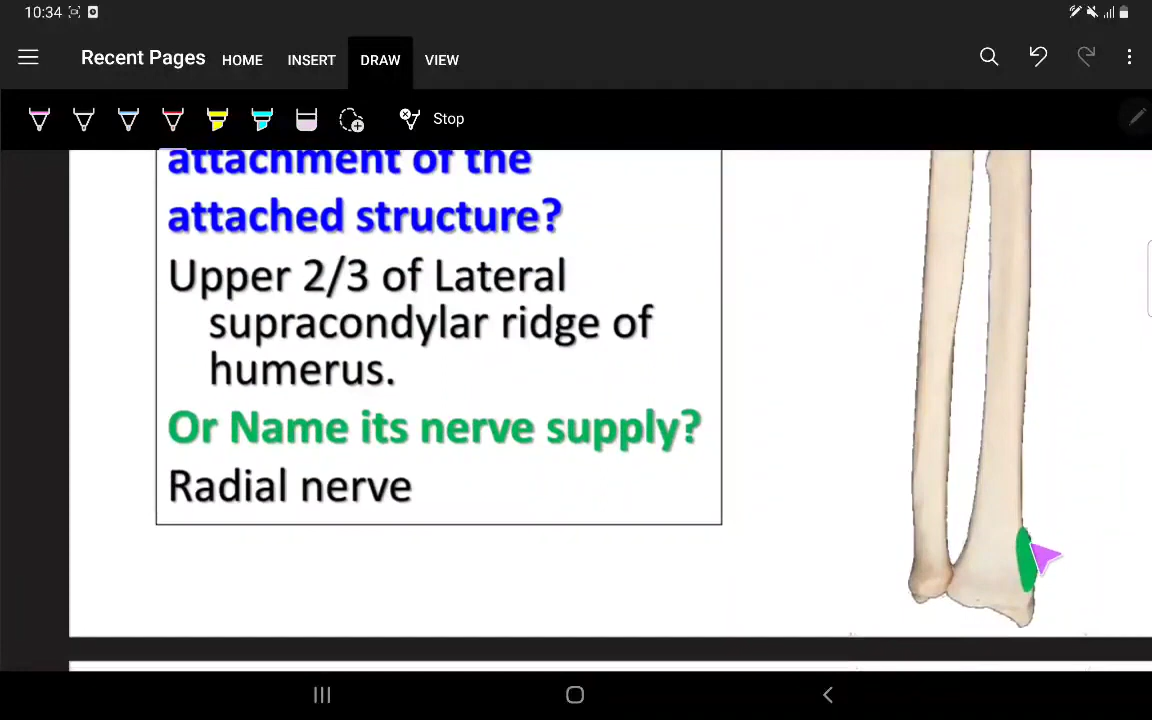 10:34
Recent Pages HOME INSERT DRAW VIEW
Stop
attachment of the
attached structure?
Upper 2/3 of Lateral
supracondylar ridge of
humerus.
Or Name its nerve supply?
Radial nerve